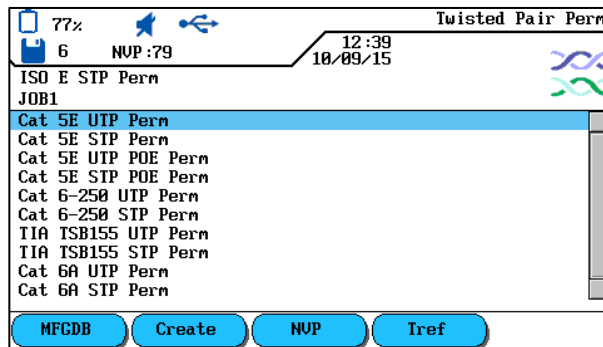 77%
Twisted Pair Perm
6 NVP:79
12:39
10/09/15
ISO E STP Perm
JOB1
Cat 5E UTP Perm
Cat 5E STP Perm
Cat 5E UTP POE Perm
Cat 5E STP POE Perm
Cat 6-250 UTP Perm
Cat 6-250 STP Perm
TIA TSB155 UTP Perm
TIA TSB155 STP Perm
Cat 6A UTP Perm
Cat 6A STP Perm
MFGDB Create NVP Tref